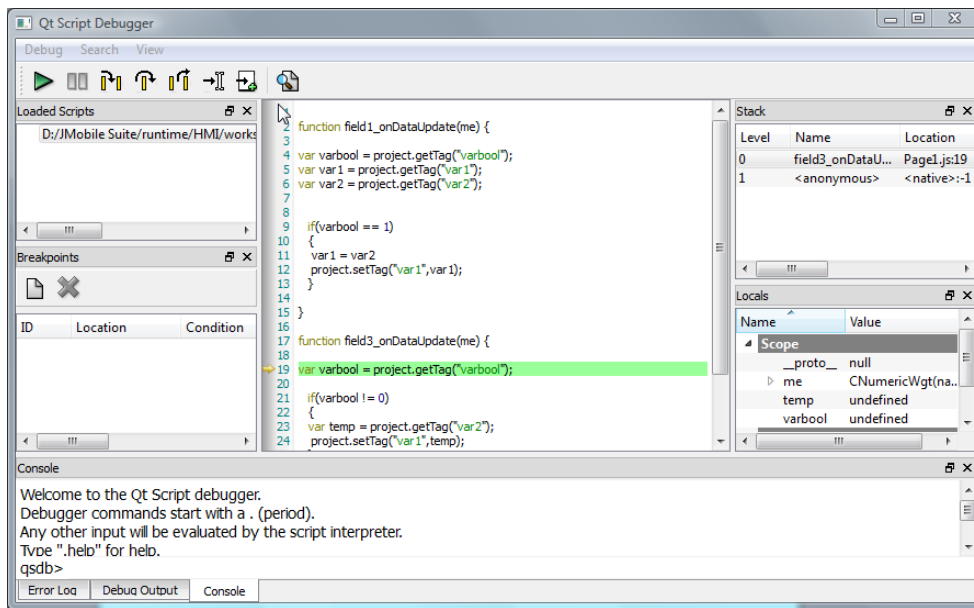 Qt Script Debugger
Debug Search View
Loaded Scripts
D:/JMobile Suite/runtime/HMI/works
Breakpoints
ID Location Condition
2 function field1_onDataUpdate(me) {
3
4 var varbool = project.getTag("varbool");
5 var var1 = project.getTag("var1");
6 var var2 = project.getTag("var2");
7
8
9 if(varbool == 1)
10 {
11 var1 = var2
12 project.setTag("var1",var1);
13 }
14
15 }
16
17 function field3_onDataUpdate(me) {
18
19 var varbool = project.getTag("varbool");
20
21 if(varbool != 0)
22 {
23 var temp = project.getTag("var2");
24 project.setTag("var1",temp);
Stack
Level Name Location
0 field3_onDataU... Page1.js:19
1 <anonymous> <native>:-1
Locals
Name Value
Scope
__proto__ null
me CNumericWgt(na..
temp undefined
varbool undefined
Console
Welcome to the Qt Script debugger.
Debugger commands start with a . (period).
Any other input will be evaluated by the script interpreter.
Type ".help" for help.
qsdb>
Error Log Debug Output Console